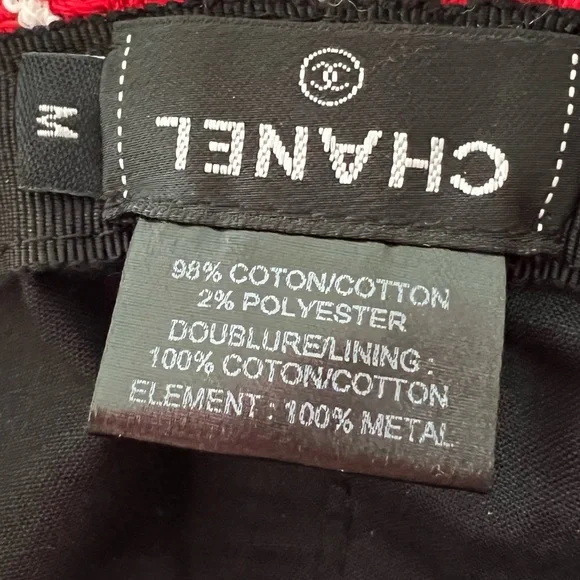 M
CHANEL
98% COTON/COTTON
2% POLYESTER
DOUBLURE/LINING :
100% COTON/COTTON
ELEMENT : 100% METAL